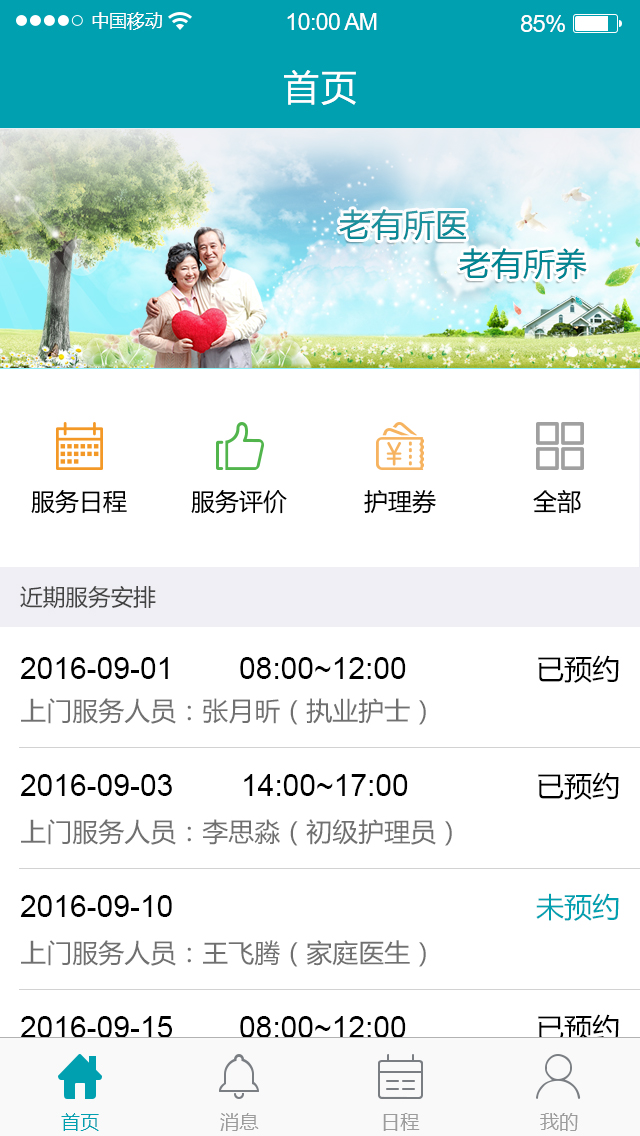 中国移动 10:00 AM 85%
首页
老有所医
老有所养
¥
服务日程 服务评价 护理券 全部
近期服务安排
2016-09-01 08:00~12:00 已预约
上门服务人员：张月昕（执业护士）
2016-09-03 14:00~17:00 已预约
上门服务人员：李思淼（初级护理员）
2016-09-10 未预约
上门服务人员：王飞腾（家庭医生）
2016-09-15 08:00~12:00 已预约
首页 消息 日程 我的